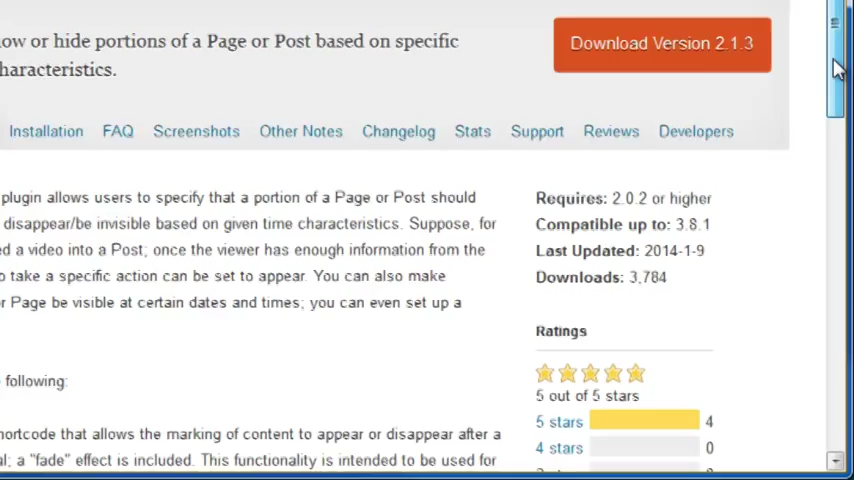 ow or hide portions of a Page or Post based on specific
haracteristics.
Download Version 2.1.3
Installation FAQ Screenshots Other Notes Changelog Stats Support Reviews Developers
plugin allows users to specify that a portion of a Page or Post should
disappear/be invisible based on given time characteristics. Suppose, for
ed a video into a Post; once the viewer has enough information from the
o take a specific action can be set to appear. You can also make
or Page be visible at certain dates and times; you can even set up a
following:
hortcode that allows the marking of content to appear or disappear after a
al; a "fade" effect is included. This functionality is intended to be used for
Requires: 2.0.2 or higher
Compatible up to: 3.8.1
Last Updated: 2014-1-9
Downloads: 3,784
Ratings
5 out of 5 stars
5 stars 4
4 stars 0